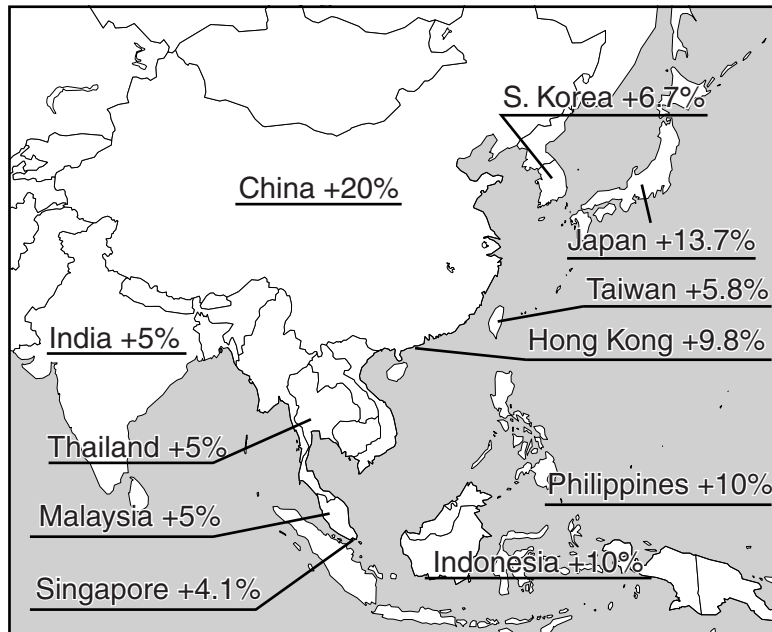 S. Korea +6.7%
China +20%
Japan +13.7%
Taiwan +5.8%
India +5%
Hong Kong +9.8%
Thailand +5%
Philippines +10%
Malaysia +5%
Indonesia +10%
Singapore +4.1%